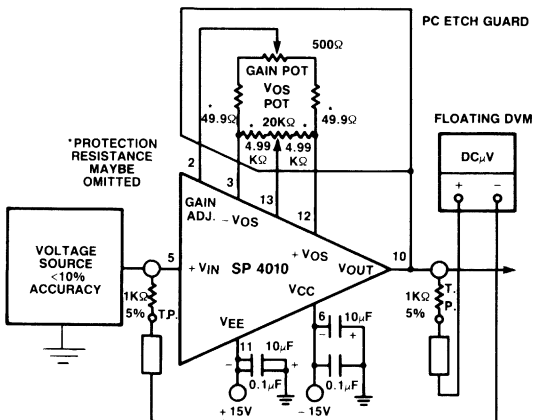 PC ETCH GUARD
500Ω
GAIN POT
VOS
POT
*
49.9Ω
20KΩ
*
49.9Ω
*
4.99
KΩ
*
4.99
KΩ
FLOATING DVM
DCμV
+ −
*PROTECTION
RESISTANCE
MAYBE
OMITTED
2
3
13
12
GAIN
ADJ.
− VOS
+ VOS
VOLTAGE
SOURCE
<10%
ACCURACY
5
+ VIN
SP 4010
VOUT
10
1KΩ
5%
T.P.
1KΩ
5%
T.
P.
VCC
VEE
6
10μF
− +
0.1μF
11
10μF
− +
0.1μF
+ 15V
− 15V